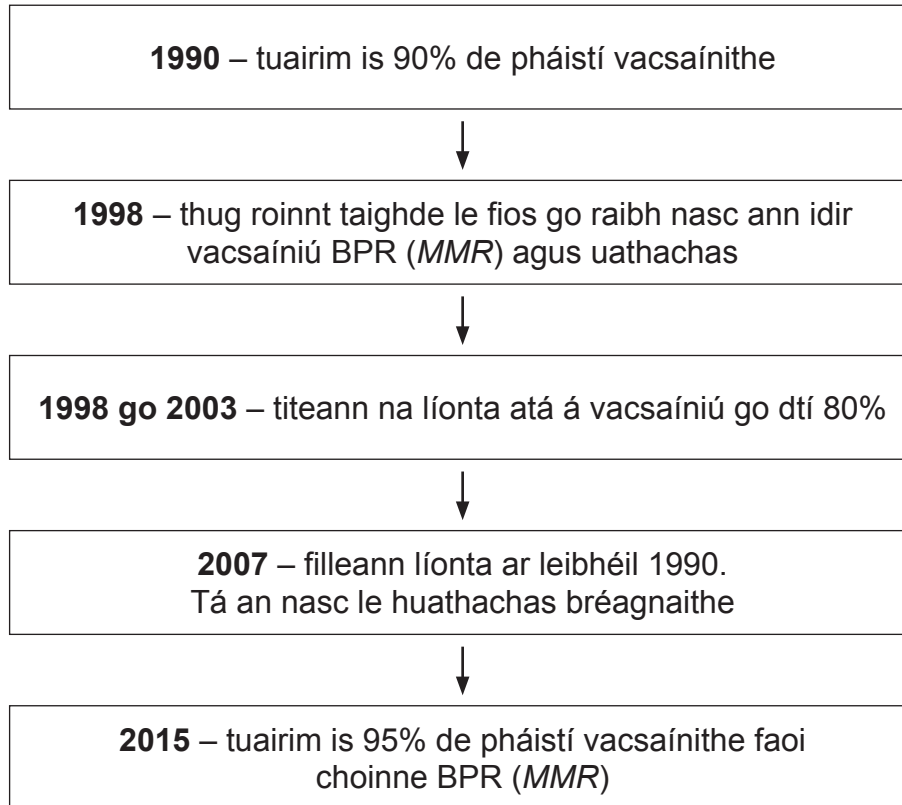 1990 – tuairim is 90% de pháistí vacsaínithe
1998 – thug roinnt taighde le fios go raibh nasc ann idir
vacsaíniú BPR (MMR) agus uathachas
1998 go 2003 – titeann na líonta atá á vacsaíniú go dtí 80%
2007 – filleann líonta ar leibhéil 1990.
Tá an nasc le huathachas bréagnaithe
2015 – tuairim is 95% de pháistí vacsaínithe faoi
choinne BPR (MMR)